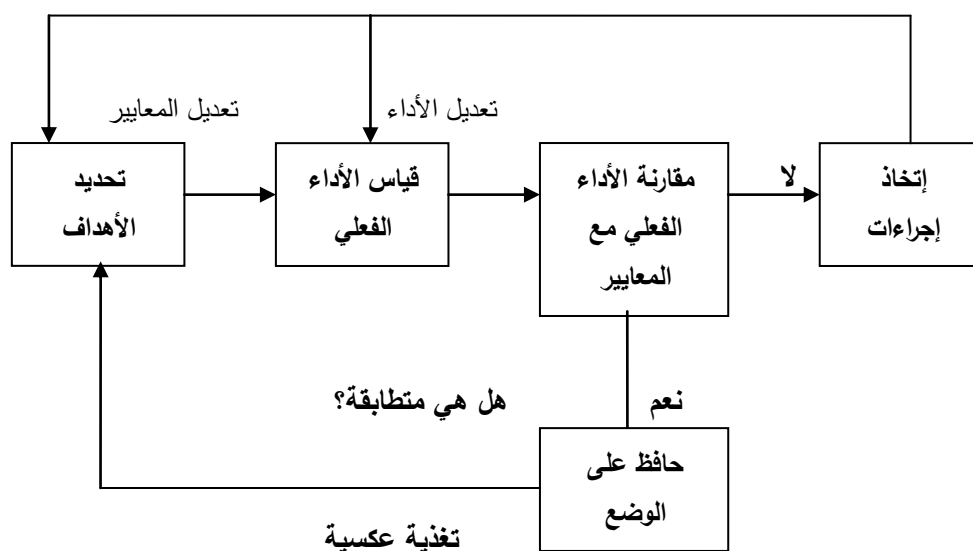 تعديل المعايير
تعديل الأداء
تحديد
الأهداف
قياس الأداء
الفعلي
مقارنة الأداء
الفعلي مع
المعايير
لا
إتخاذ
إجراءات
هل هي متطابقة؟
نعم
حافظ على
الوضع
تغذية عكسية